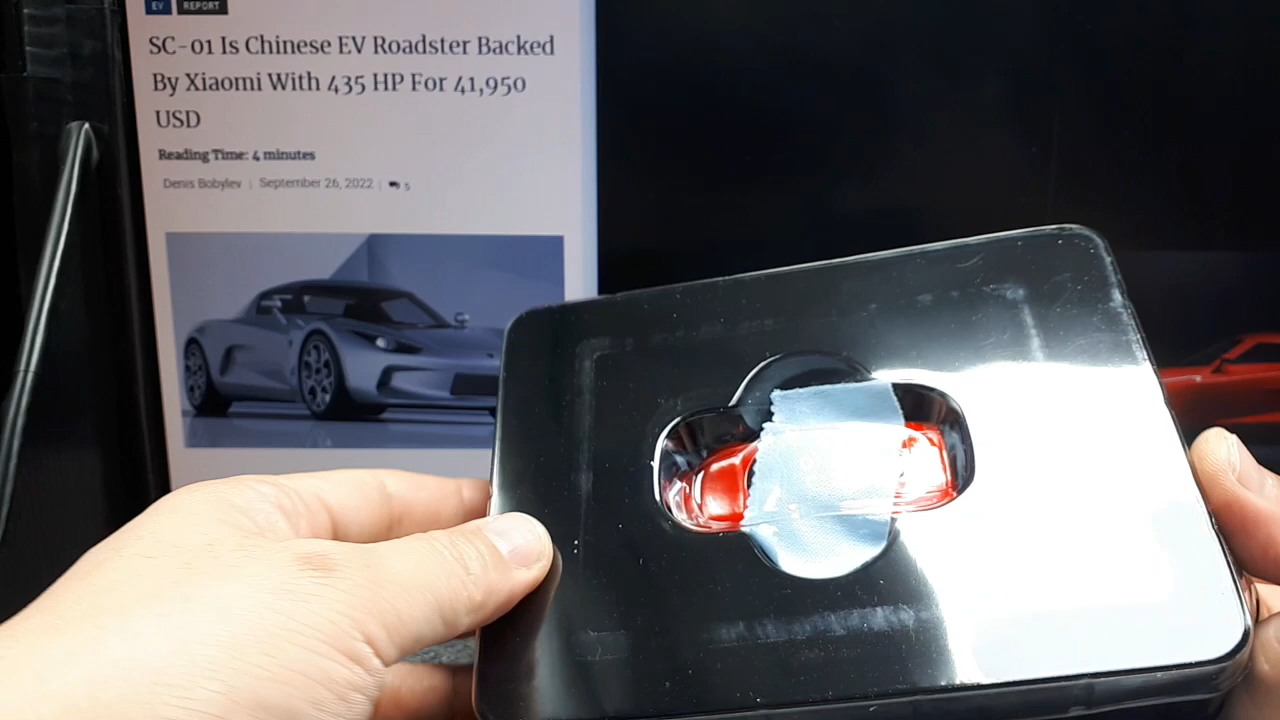 EV REPORT
SC-01 Is Chinese EV Roadster Backed
By Xiaomi With 435 HP For 41,950
USD
Reading Time: 4 minutes
Denis Bobylev | September 26, 2022 | 5